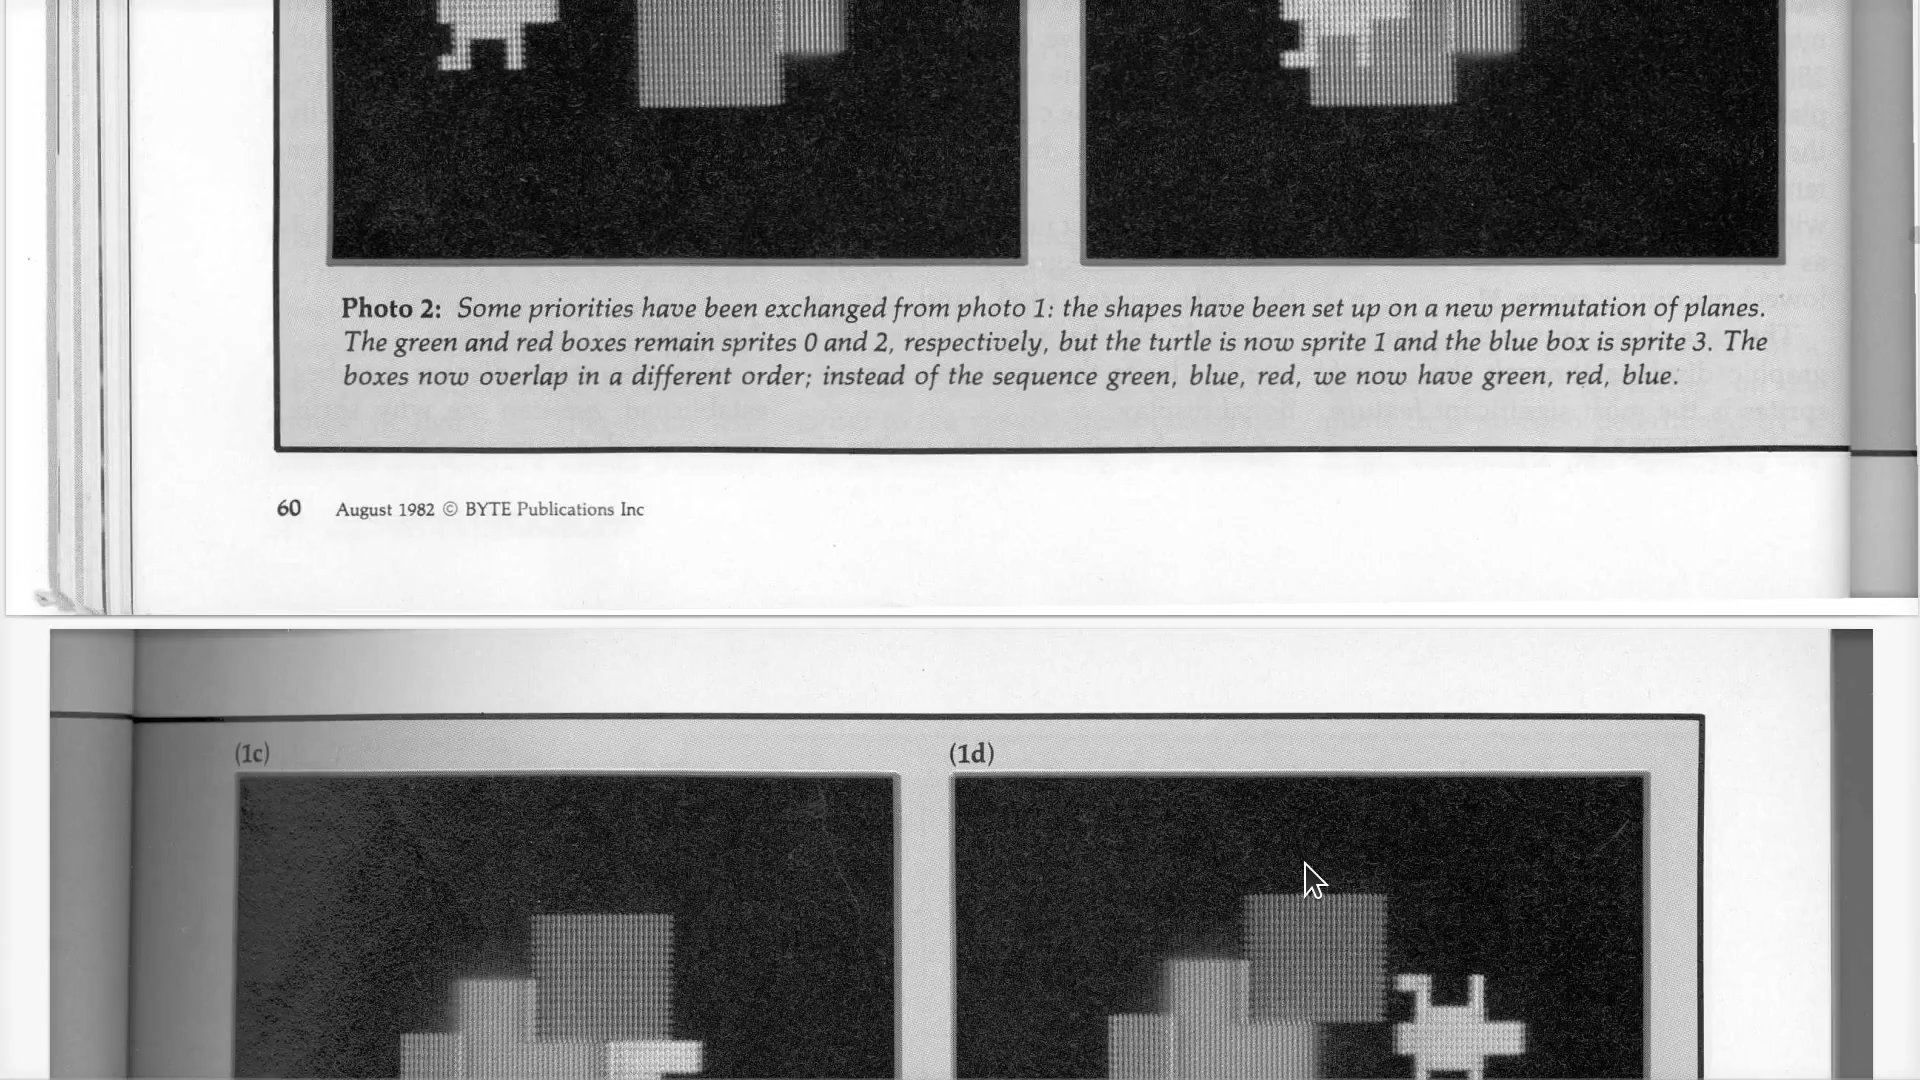 Photo 2: Some priorities have been exchanged from photo 1: the shapes have been set up on a new permutation of planes.
The green and red boxes remain sprites 0 and 2, respectively, but the turtle is now sprite 1 and the blue box is sprite 3. The
boxes now overlap in a different order; instead of the sequence green, blue, red, we now have green, red, blue.
60 August 1982 © BYTE Publications Inc
(1c) (1d)